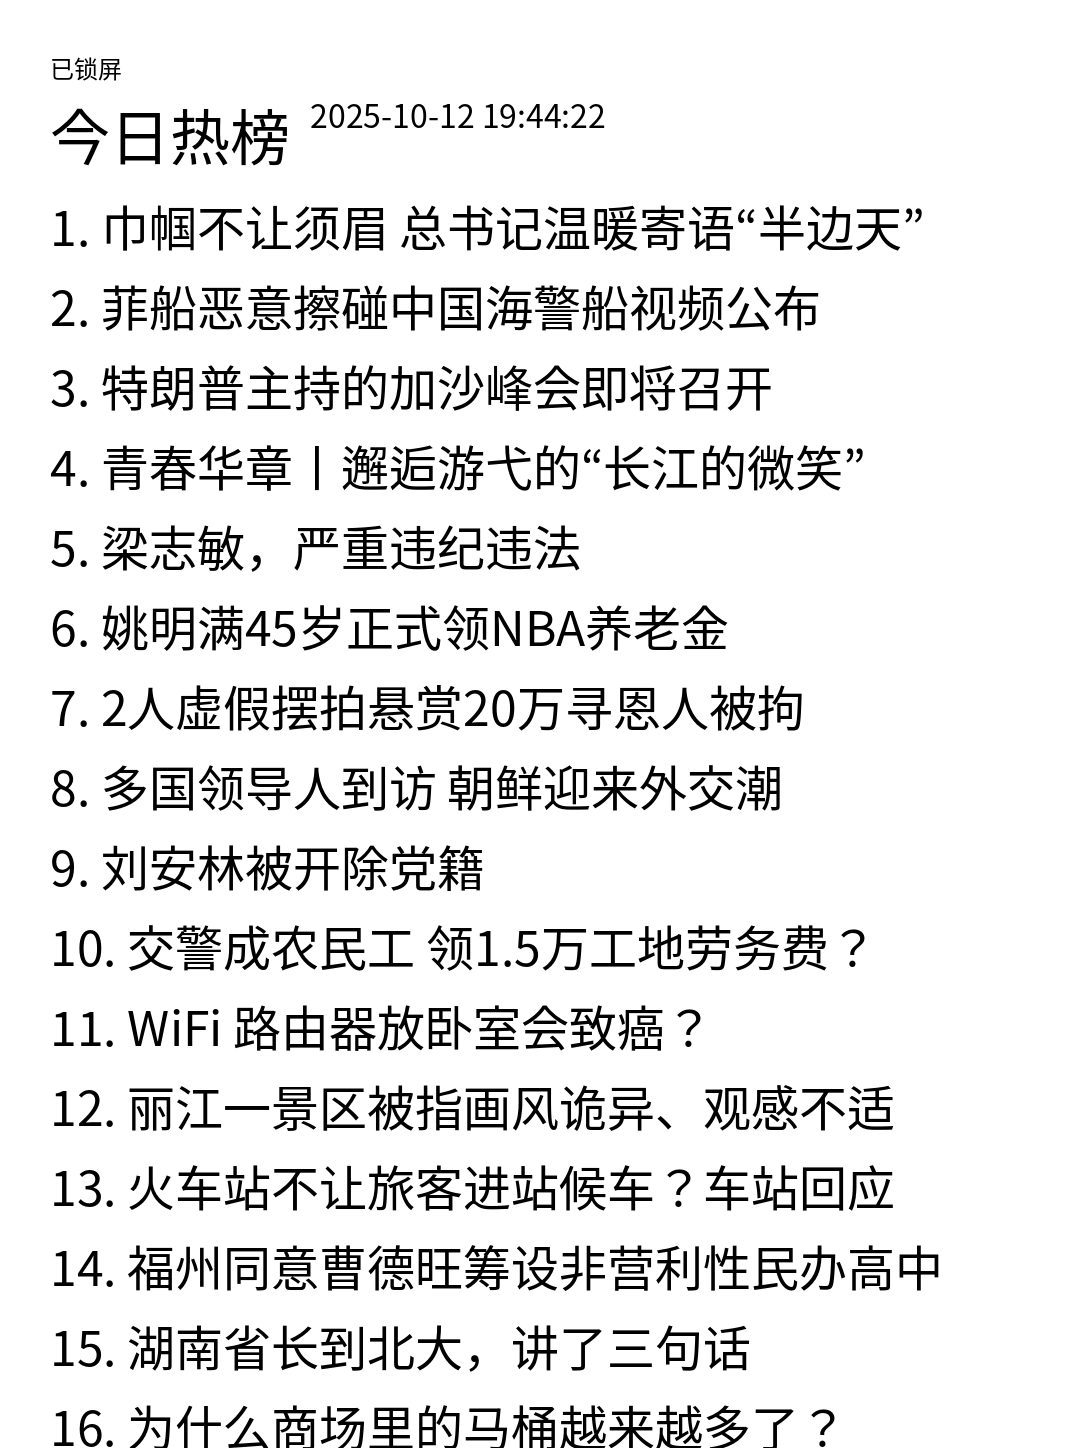 已锁屏
今日热榜 2025-10-12 19:44:22
1. 巾帼不让须眉 总书记温暖寄语“半边天”
2. 菲船恶意擦碰中国海警船视频公布
3. 特朗普主持的加沙峰会即将召开
4. 青春华章丨邂逅游弋的“长江的微笑”
5. 梁志敏，严重违纪违法
6. 姚明满45岁正式领NBA养老金
7. 2人虚假摆拍悬赏20万寻恩人被拘
8. 多国领导人到访 朝鲜迎来外交潮
9. 刘安林被开除党籍
10. 交警成农民工 领1.5万工地劳务费？
11. WiFi 路由器放卧室会致癌？
12. 丽江一景区被指画风诡异、观感不适
13. 火车站不让旅客进站候车？车站回应
14. 福州同意曹德旺筹设非营利性民办高中
15. 湖南省长到北大，讲了三句话
16. 为什么商场里的马桶越来越多了？